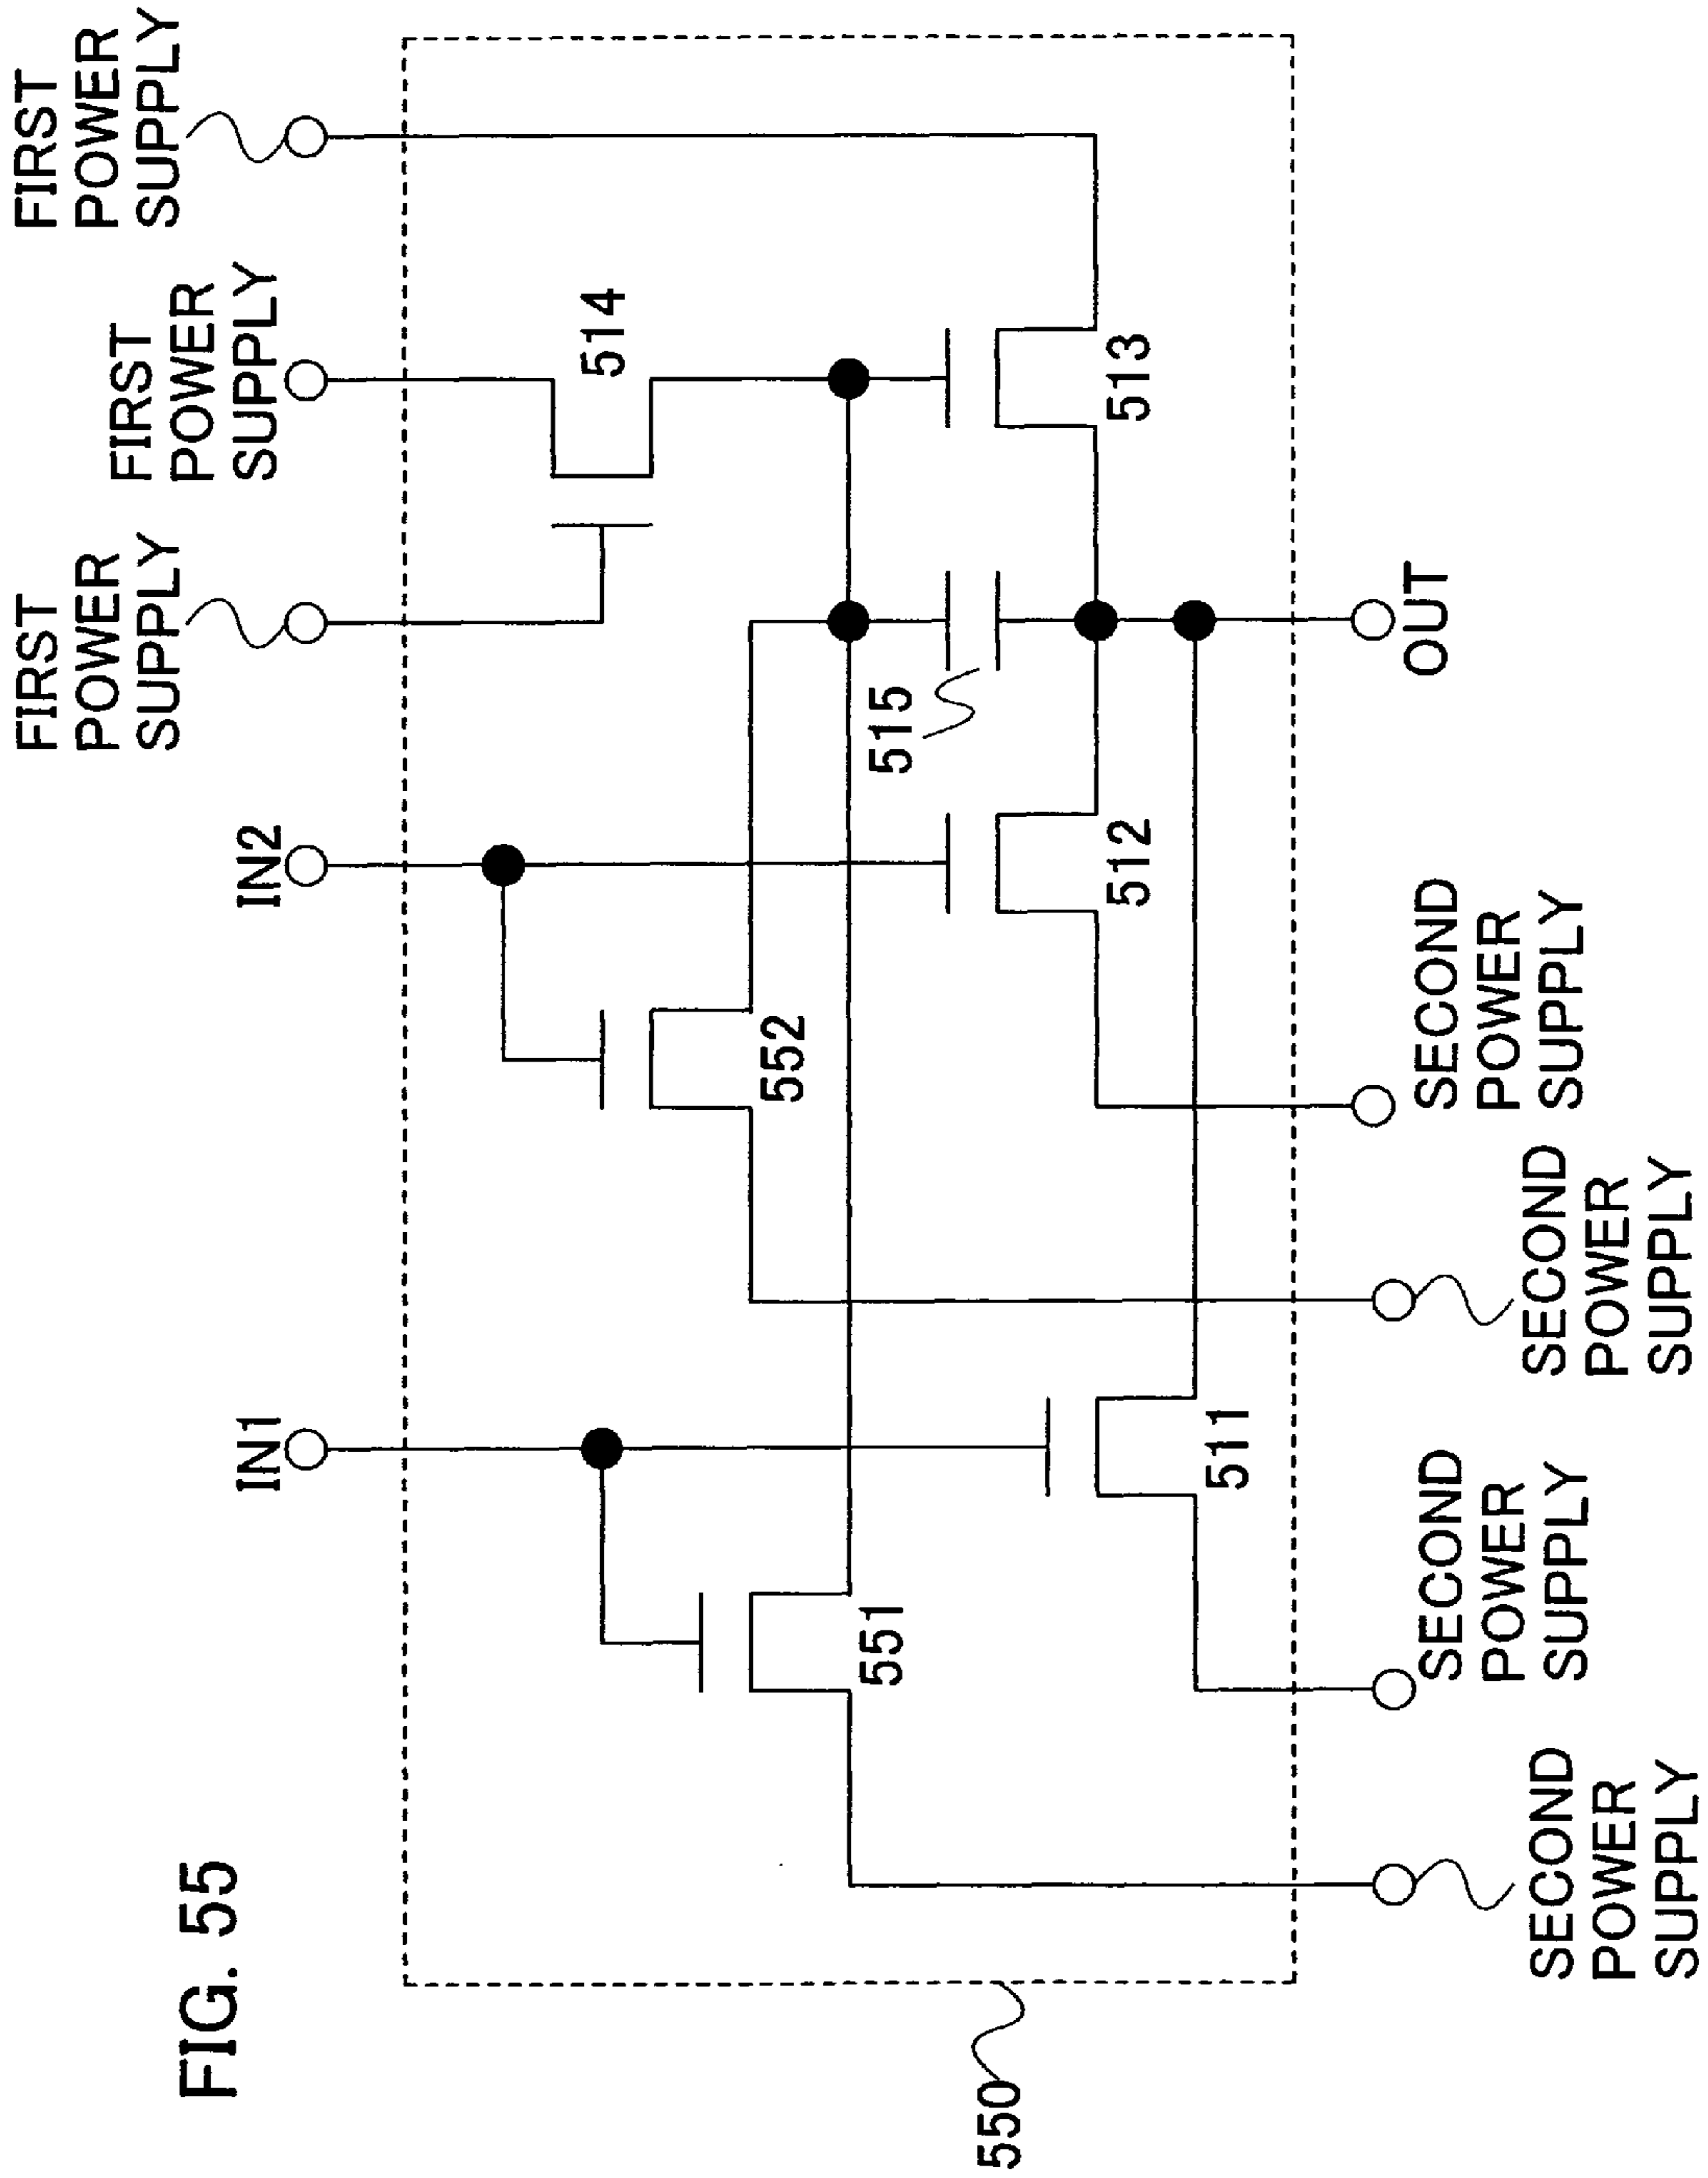 FIG. 55
IN1
IN2
FIRST
POWER
SUPPLY
FIRST
POWER
SUPPLY
FIRST
POWER
SUPPLY
514
552
515
551
513
512
511
550
OUT
SECOND
POWER
SUPPLY
SECOND
POWER
SUPPLY
SECOND
POWER
SUPPLY
SECOND
POWER
SUPPLY